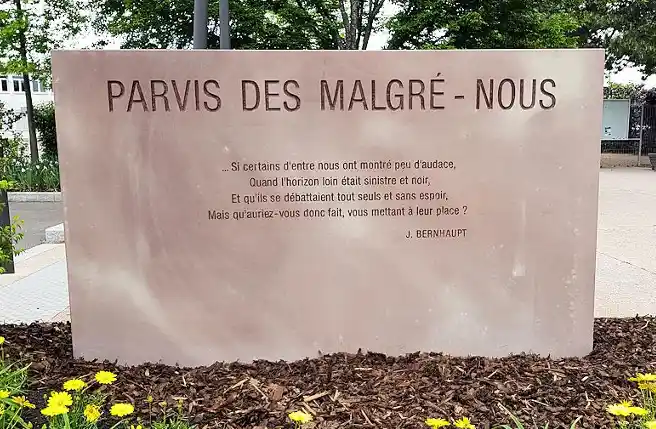 PARVIS DES MALGRÉ - NOUS
... Si certains d'entre nous ont montré peu d'audace,
Quand l'horizon loin était sinistre et noir,
Et qu'ils se débattaient tout seuls et sans espoir,
Mais qu'auriez-vous donc fait, vous mettant à leur place ?
J. BERNHAUPT